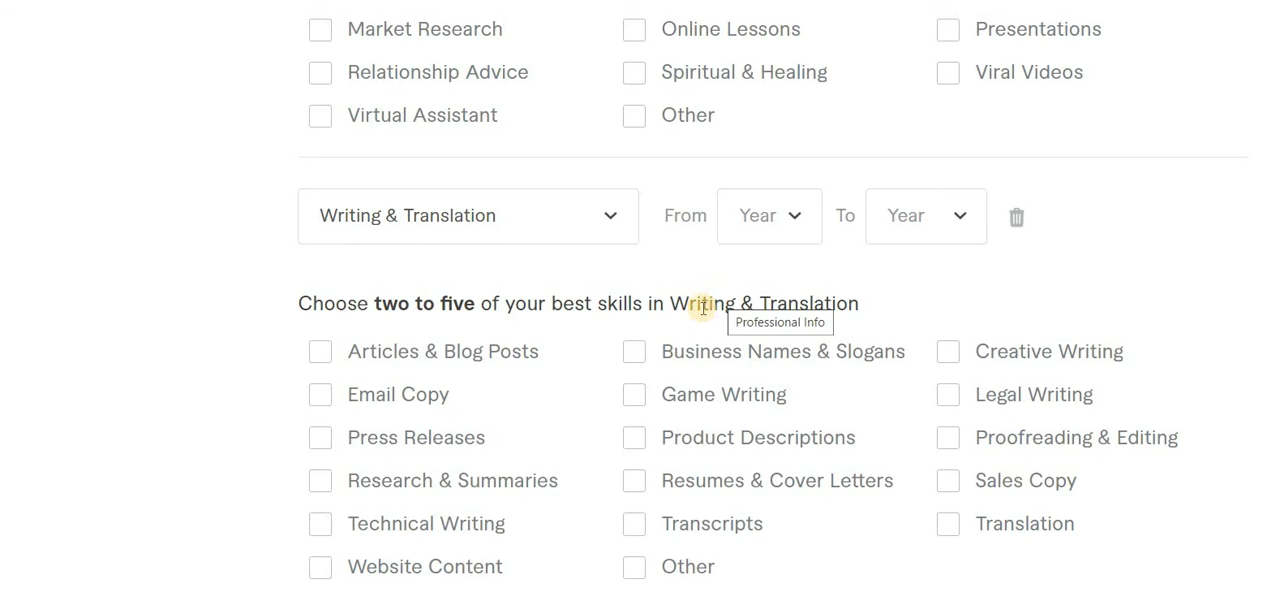 Market Research Online Lessons Presentations
Relationship Advice Spiritual & Healing Viral Videos
Virtual Assistant Other
Writing & Translation From Year To Year
Choose two to five of your best skills in Writing & Translation
Professional Info
Articles & Blog Posts Business Names & Slogans Creative Writing
Email Copy Game Writing Legal Writing
Press Releases Product Descriptions Proofreading & Editing
Research & Summaries Resumes & Cover Letters Sales Copy
Technical Writing Transcripts Translation
Website Content Other